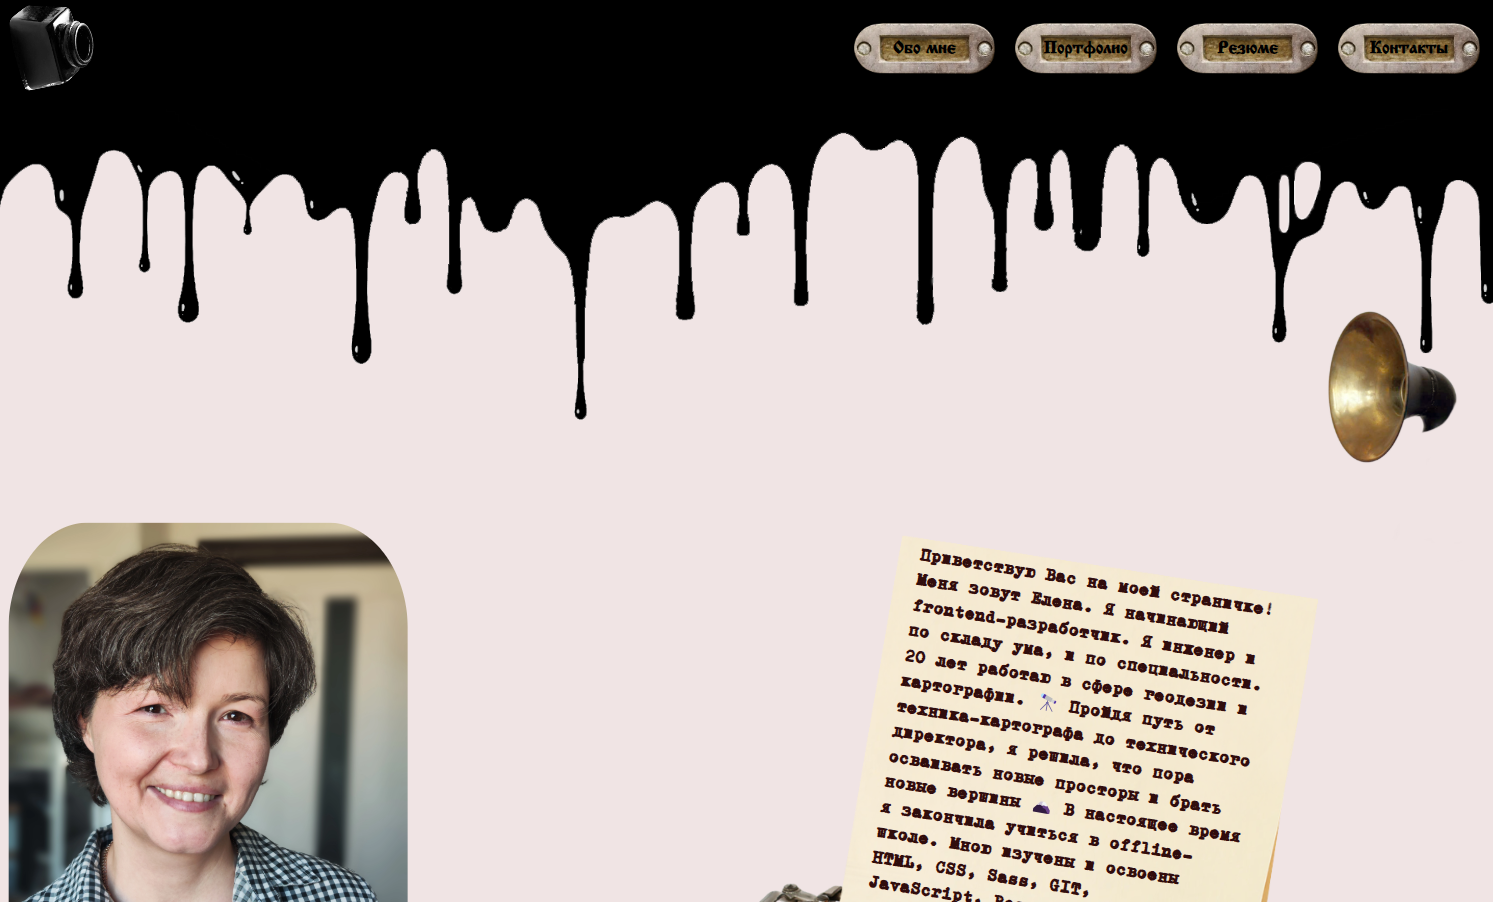 Обо мне
Портфолио
Резюме
Контакты
Приветствую Вас на моей страничке!
Меня зовут Елена. Я начинающий
frontend-разработчик. Я инженер и
по складу ума, и по специальности.
20 лет работаю в сфере геодезии и
картографии. Пройдя путь от
техника-картографа до технического
директора, я решила, что пора
осваивать новые просторы и брать
новые вершины В настоящее время
я закончила учиться в offline-
школе. Мною изучены и освоены
HTML, CSS, Sass, GIT,
JavaScript.